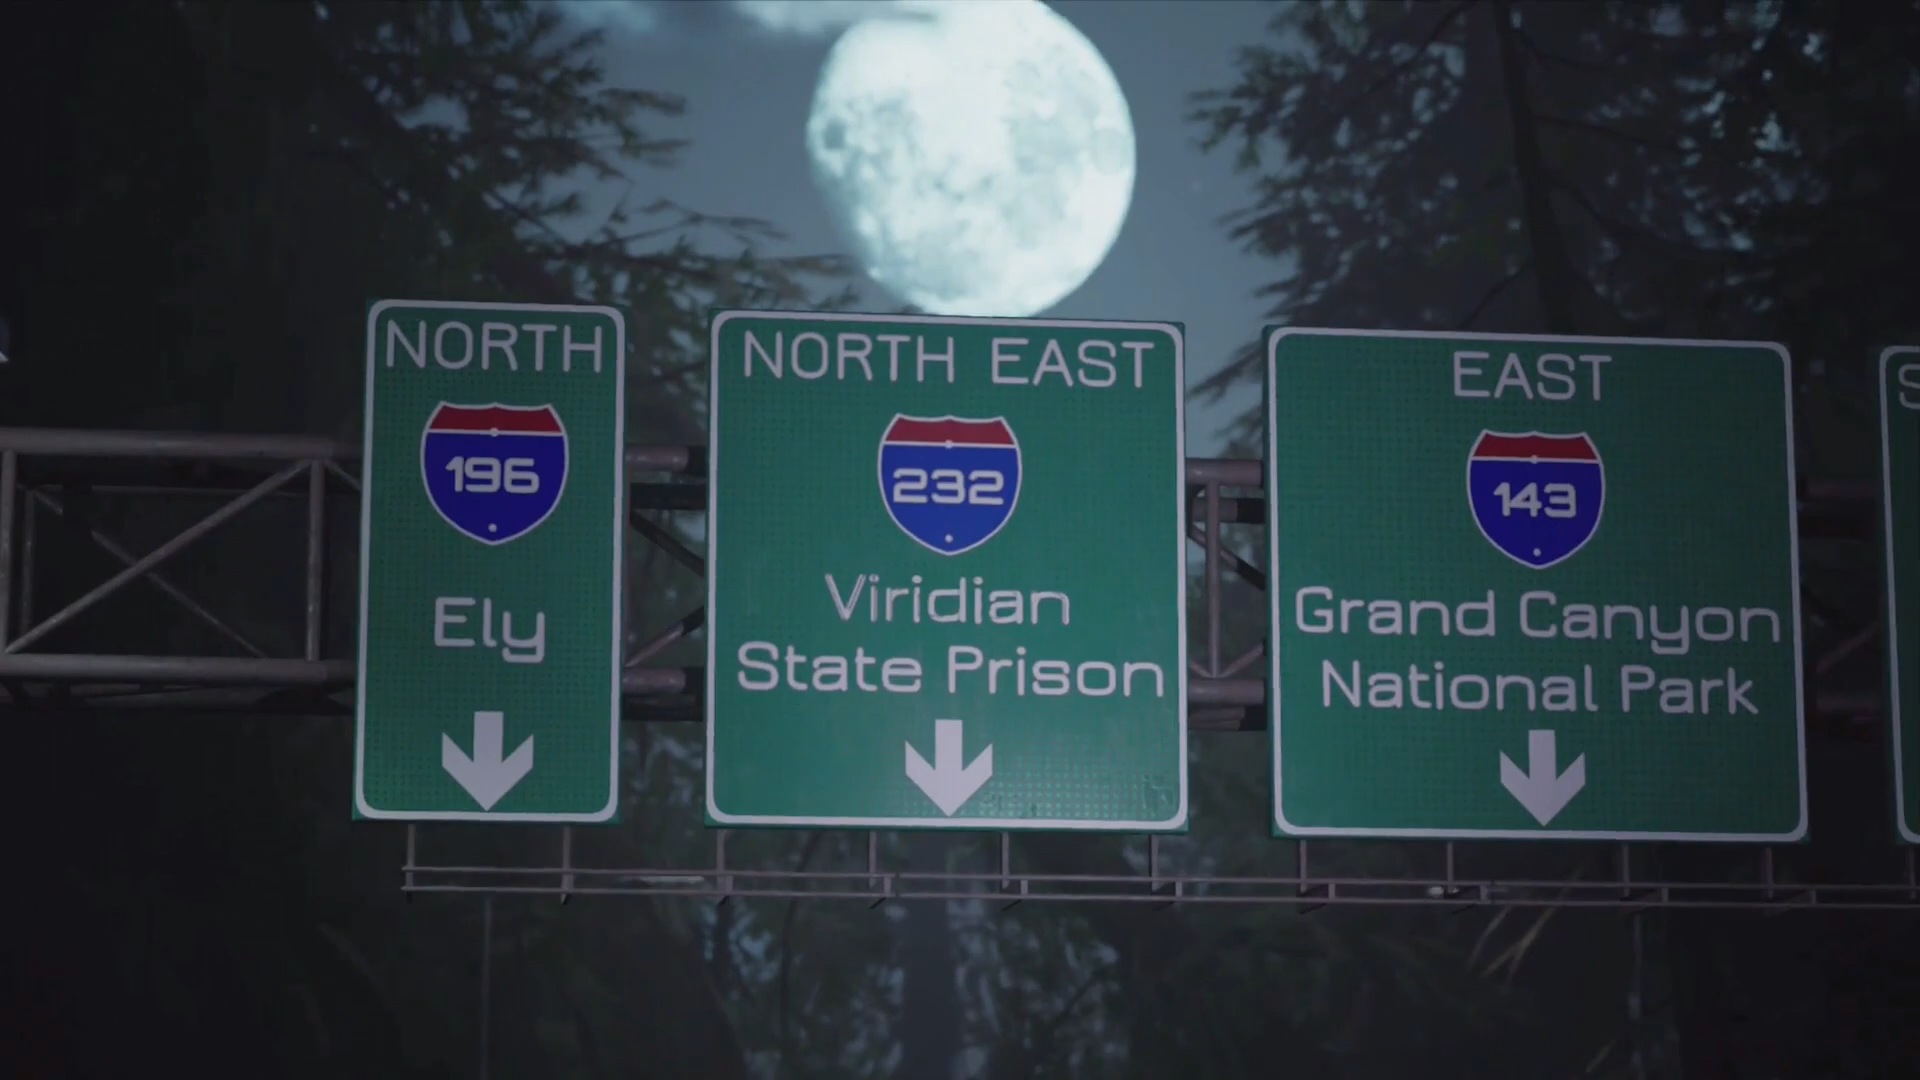 NORTH
196
Ely
NORTH EAST
232
Viridian
State Prison
EAST
143
Grand Canyon
National Park
S